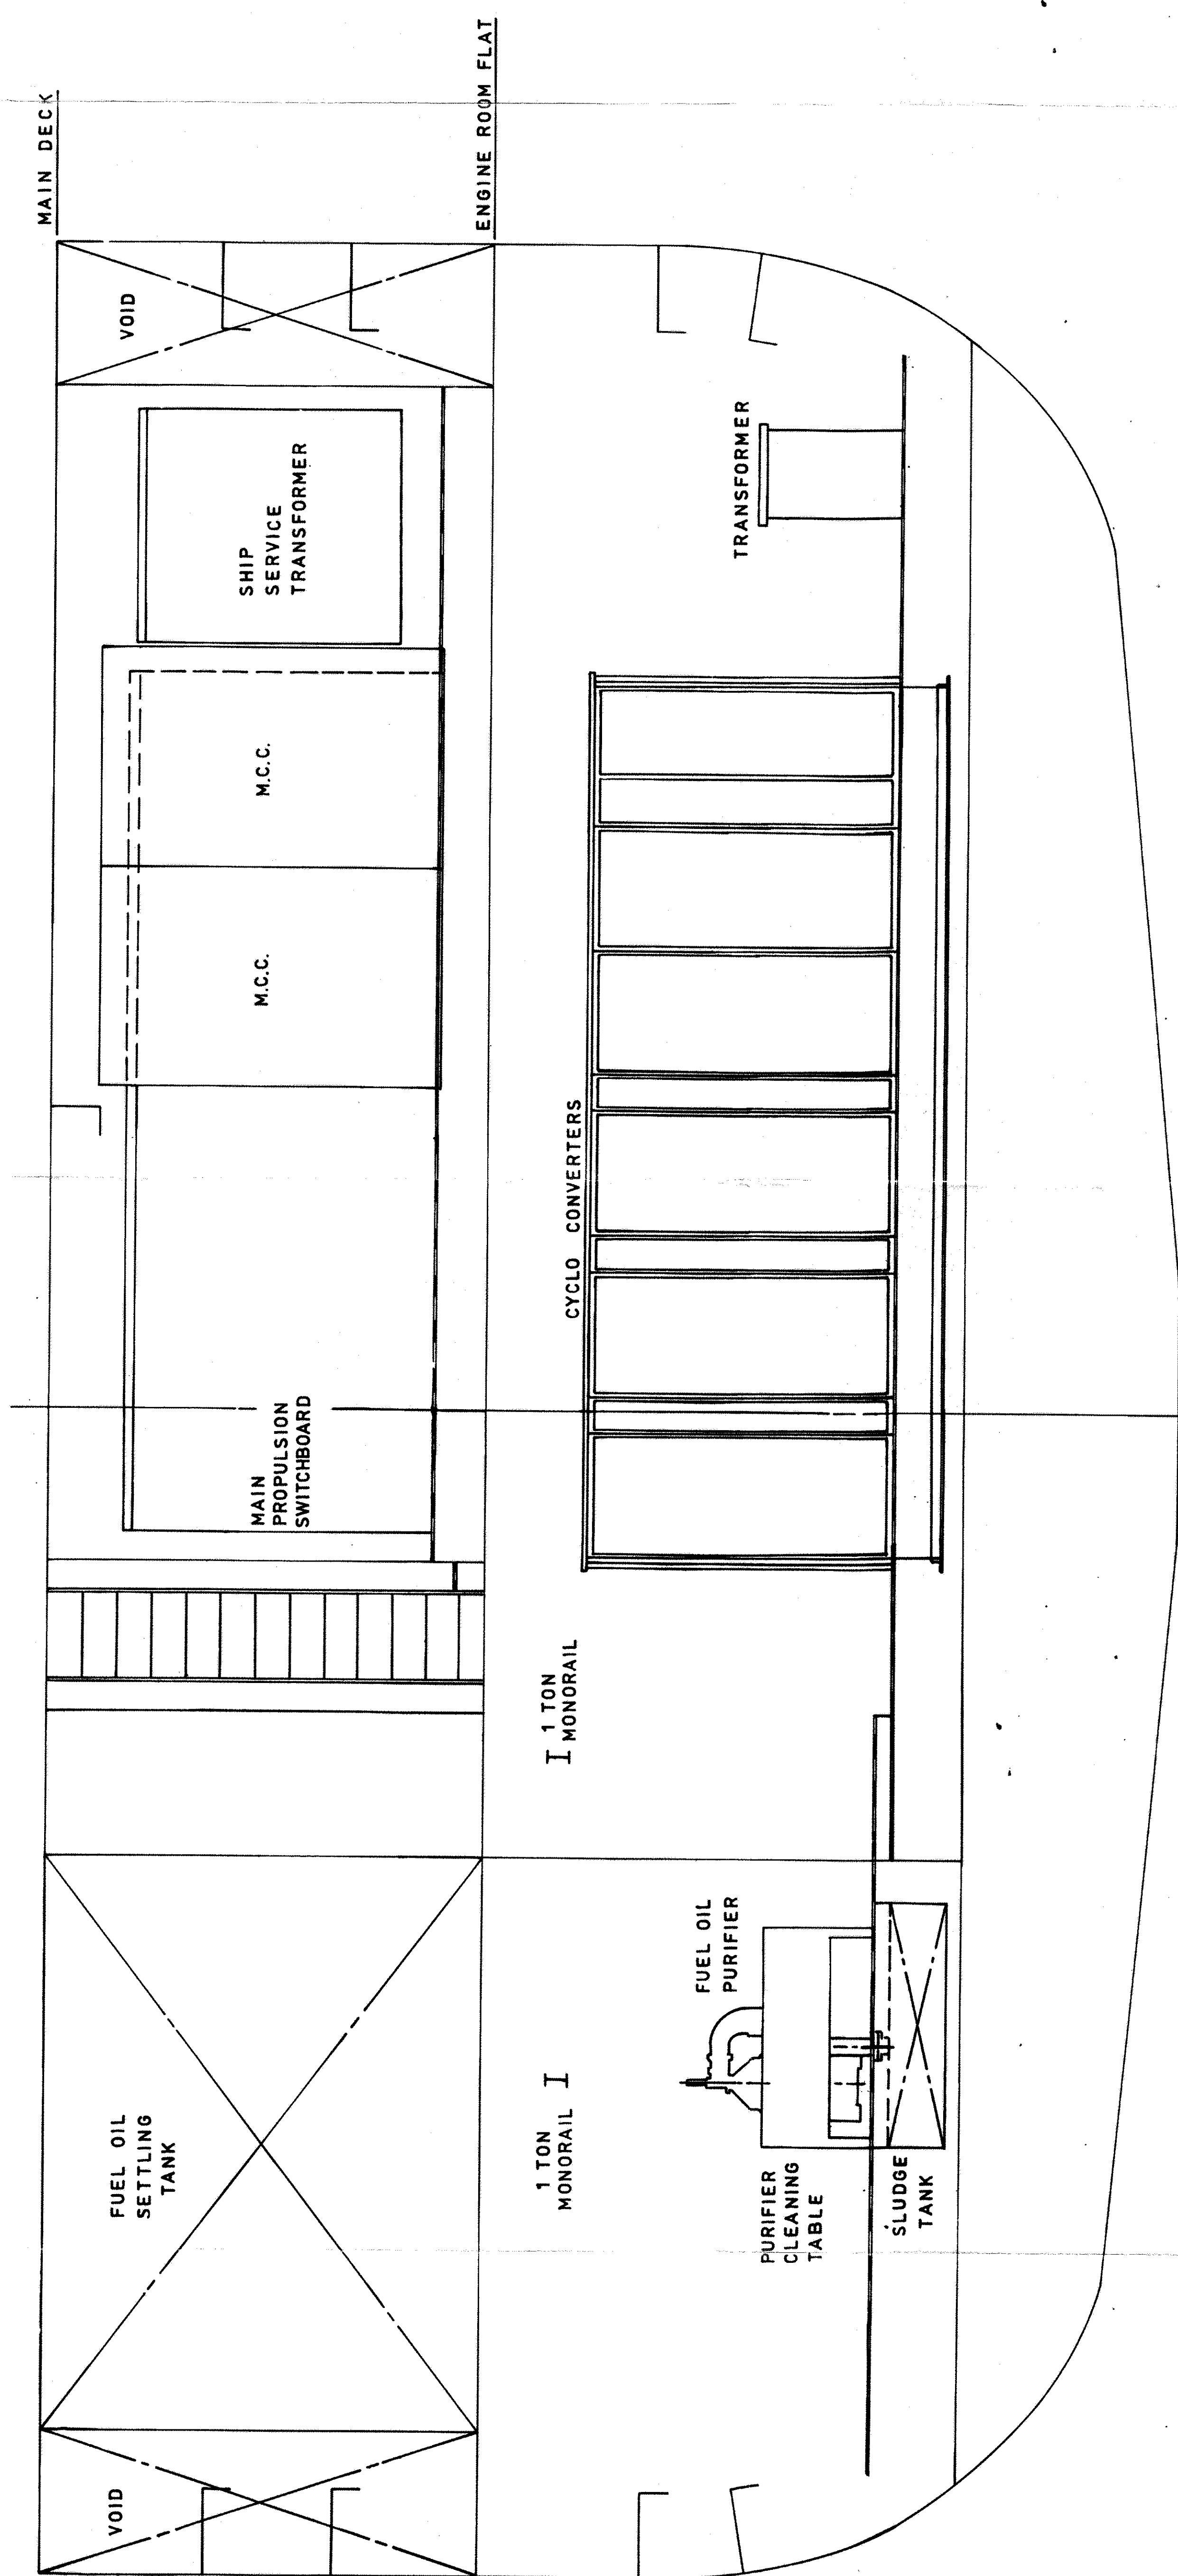 MAIN DECK
VOID
FUEL OIL
SETTLING
TANK
MAIN
PROPULSION
SWITCHBOARD
M.C.C.
M.C.C.
SHIP
SERVICE
TRANSFORMER
VOID
ENGINE ROOM FLAT
1 TON
MONORAIL
1 TON
MONORAIL
CYCLO CONVERTERS
FUEL OIL
PURIFIER
TRANSFORMER
PURIFIER
CLEANING
TABLE
SLUDGE
TANK